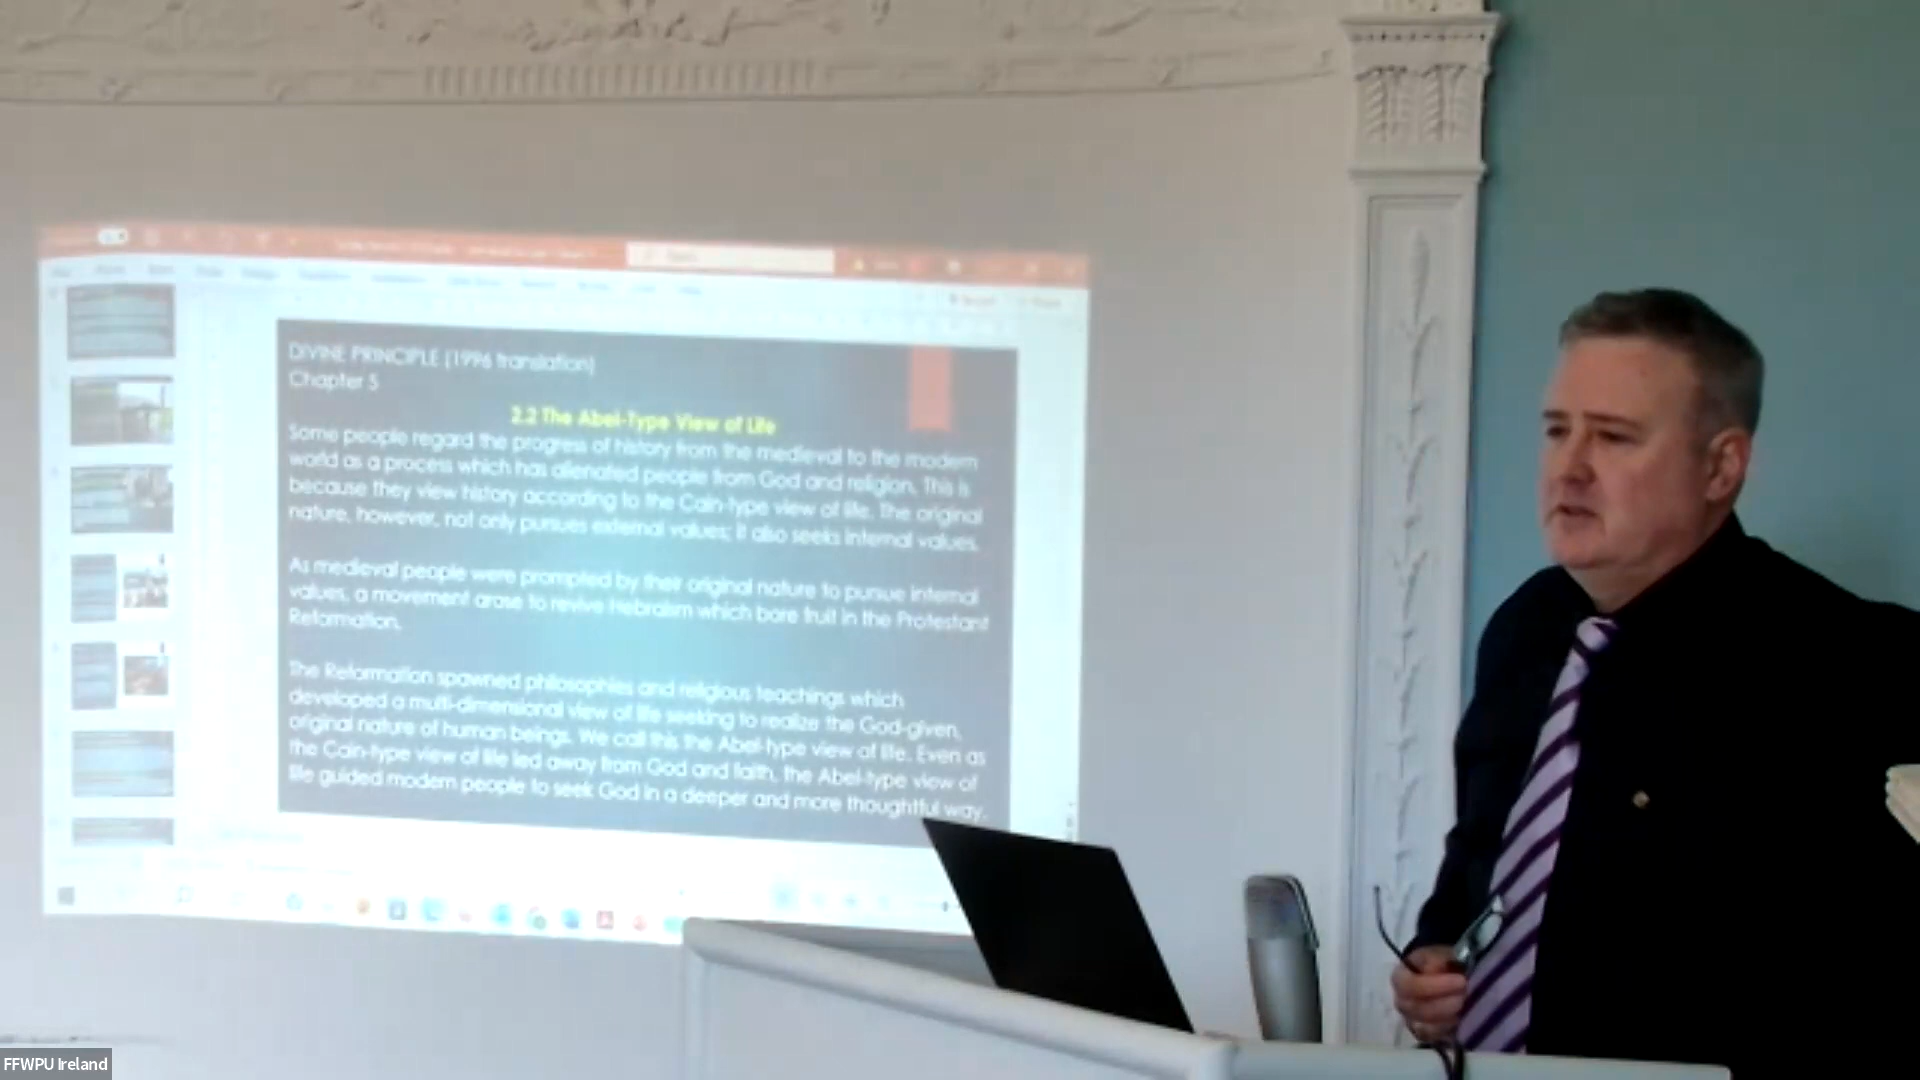 DIVINE PRINCIPLE (1996 translation)
Chapter 5
2.2 The Abel-Type View of Life
Some people regard the progress of history from the medieval to the modern
world as a process which has alienated people from God and religion. This is
because they view history according to the Cain-type view of life. The original
nature, however, not only pursues external values; it also seeks internal values.
As medieval people were prompted by their original nature to pursue internal
values, a movement arose to revive Hebraism which bore fruit in the Protestant
Reformation.
The Reformation spawned philosophies and religious teachings which
developed a multi-dimensional view of life seeking to realize the God-given,
original nature of human beings. We call this the Abel-type view of life. Even as
the Cain-type view of life led away from God and faith, the Abel-type view of
life guided modern people to seek God in a deeper and more thoughtful way.
FFWPU Ireland